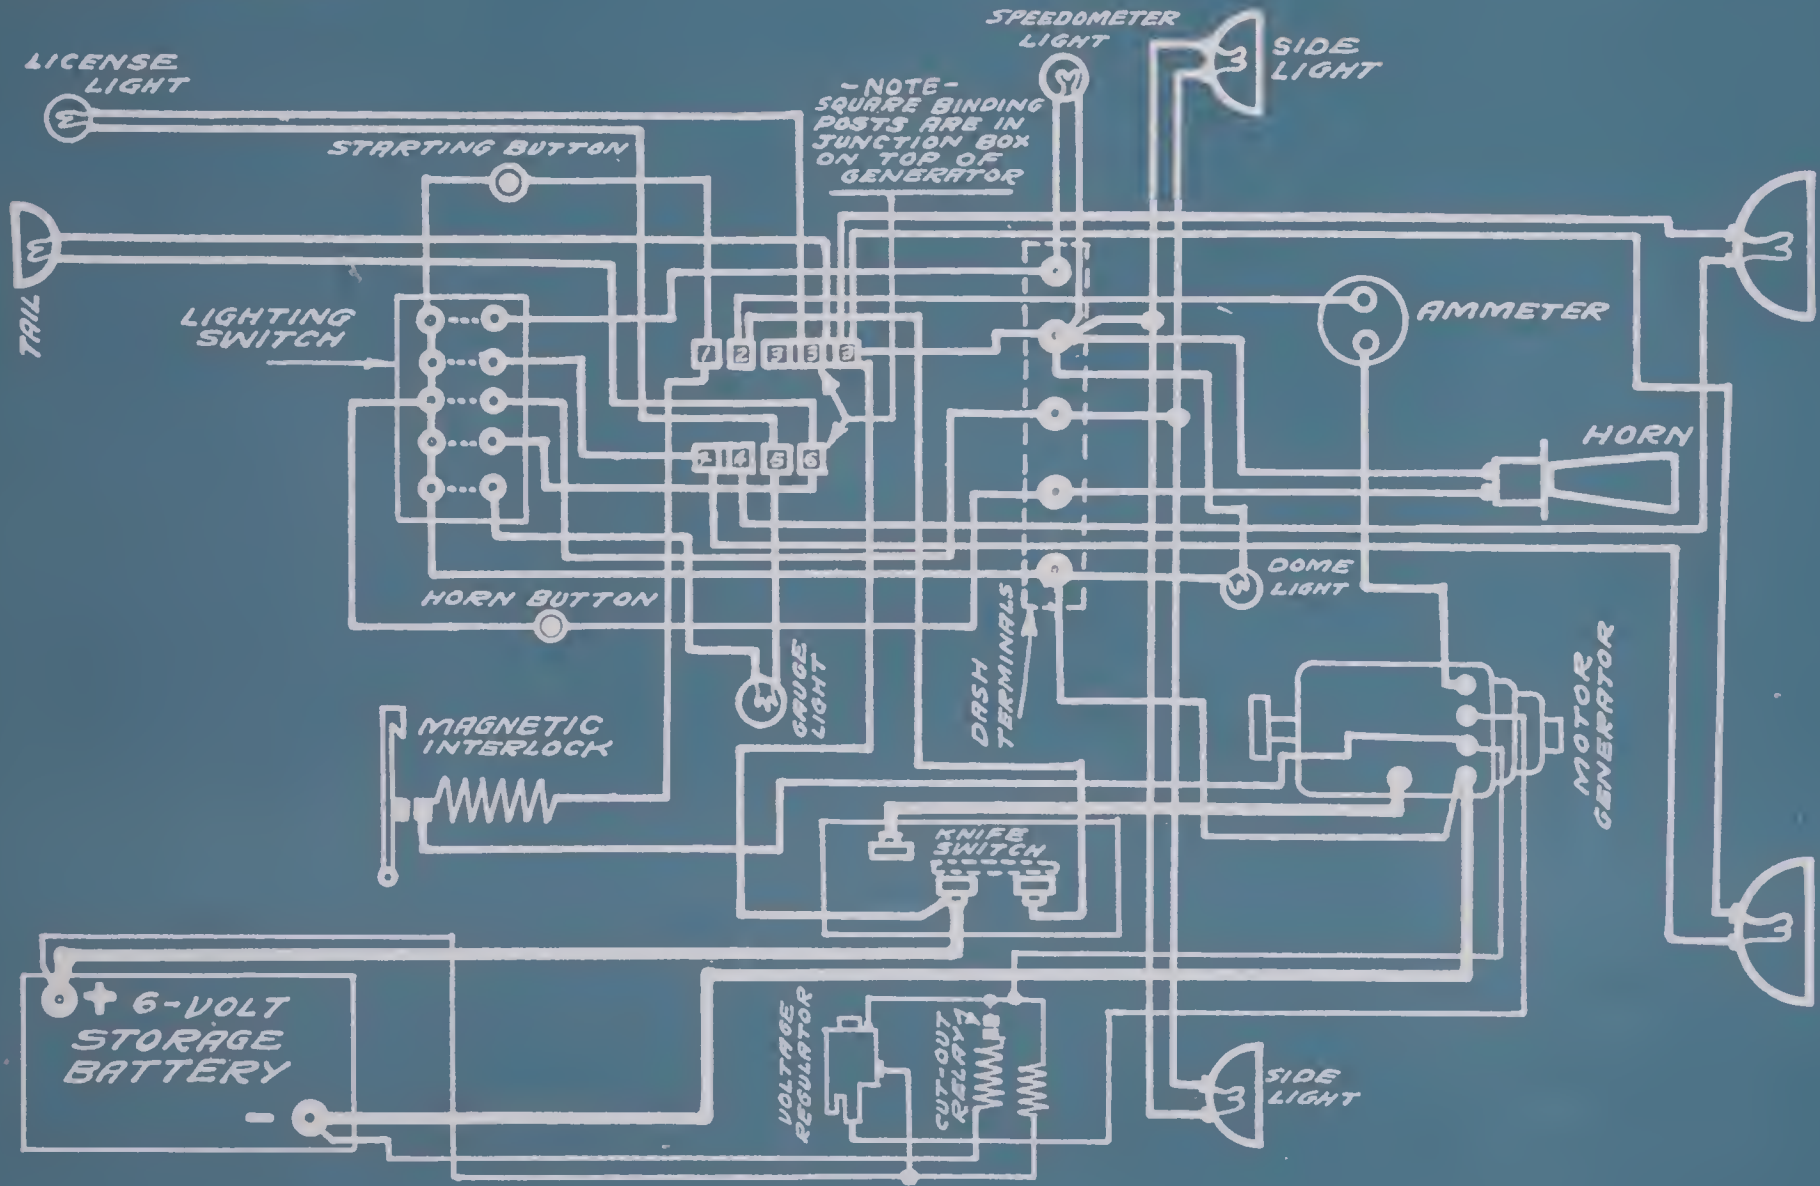 SPEEDOMETER
LIGHT
SIDE
LIGHT
LICENSE
LIGHT
-NOTE-
SQUARE BINDING
POSTS ARE IN
JUNCTION BOX
ON TOP OF
GENERATOR
STARTING BUTTON
TAIL
LIGHTING
SWITCH
AMMETER
1 2 3 3 3
HORN
7 4 5 6
DOME
LIGHT
HORN BUTTON
GAUGE
LIGHT
DASH
TERMINALS
MOTOR
GENERATOR
MAGNETIC
INTERLOCK
KNIFE
SWITCH
+ 6-VOLT
STORAGE
BATTERY
-
VOLTAGE
REGULATOR
CUT-OUT
RELAY
SIDE
LIGHT